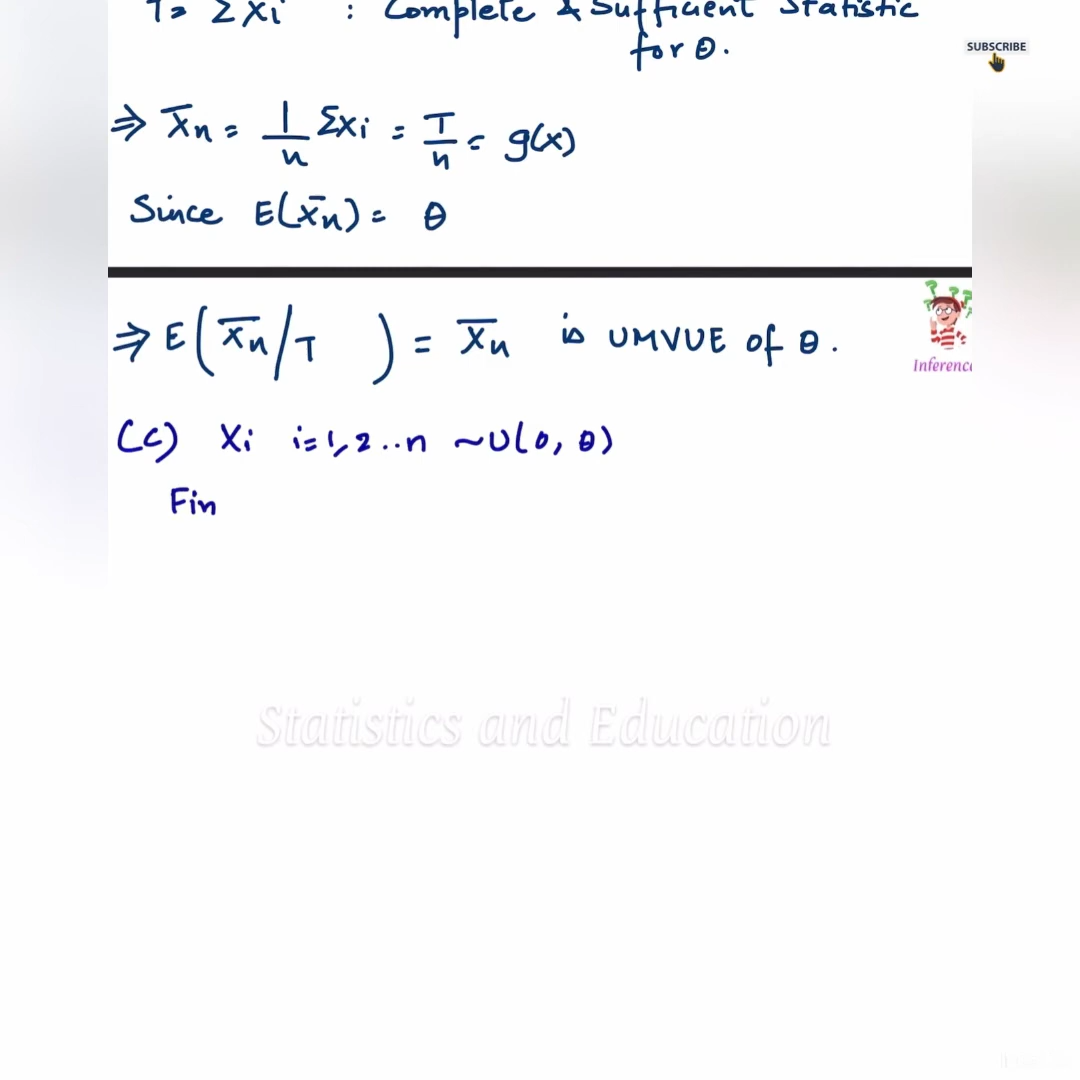 T = Σxi : Complete & Sufficient Statistic
for θ.
SUBSCRIBE
⇒ X̄n = 1/n Σxi = T/n = g(x)
Since E(x̄n) = θ
⇒ E(x̄n/T ) = x̄n is UMVUE of θ.
Inference
(c) Xi i=1,2..n ~U(0, θ)
Fin
Statistics and Education